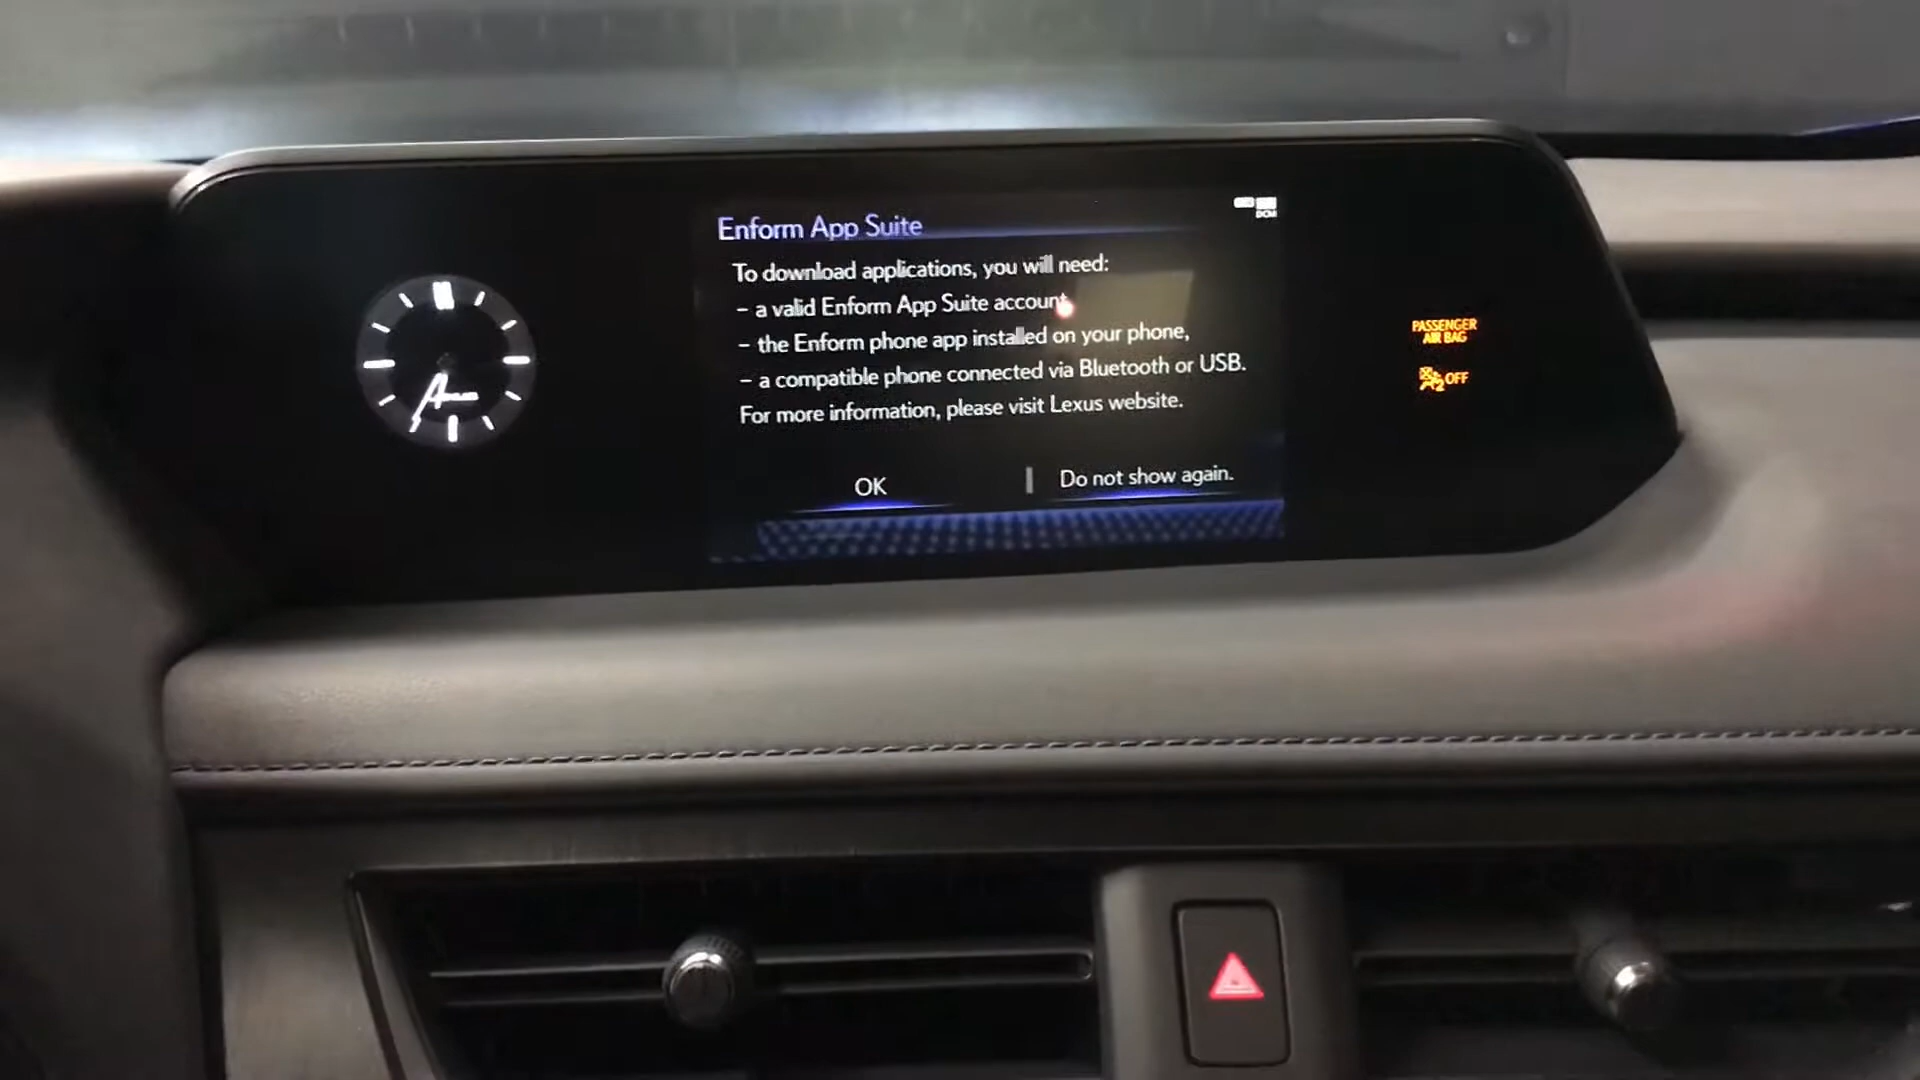 DCM
Enform App Suite
To download applications, you will need:
- a valid Enform App Suite account,
- the Enform phone app installed on your phone,
- a compatible phone connected via Bluetooth or USB.
For more information, please visit Lexus website.
OK
Do not show again.
PASSENGER
AIR BAG
2 OFF